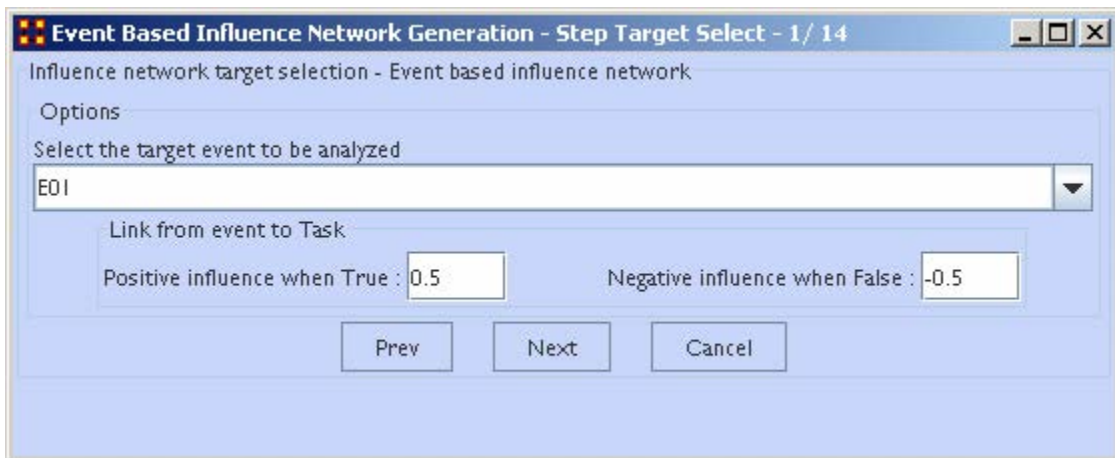 Event Based Influence Network Generation - Step Target Select - 1/ 14
Influence network target selection - Event based influence network
Options
Select the target event to be analyzed
E01
Link from event to Task
Positive influence when True : 0.5 Negative influence when False : -0.5
Prev Next Cancel